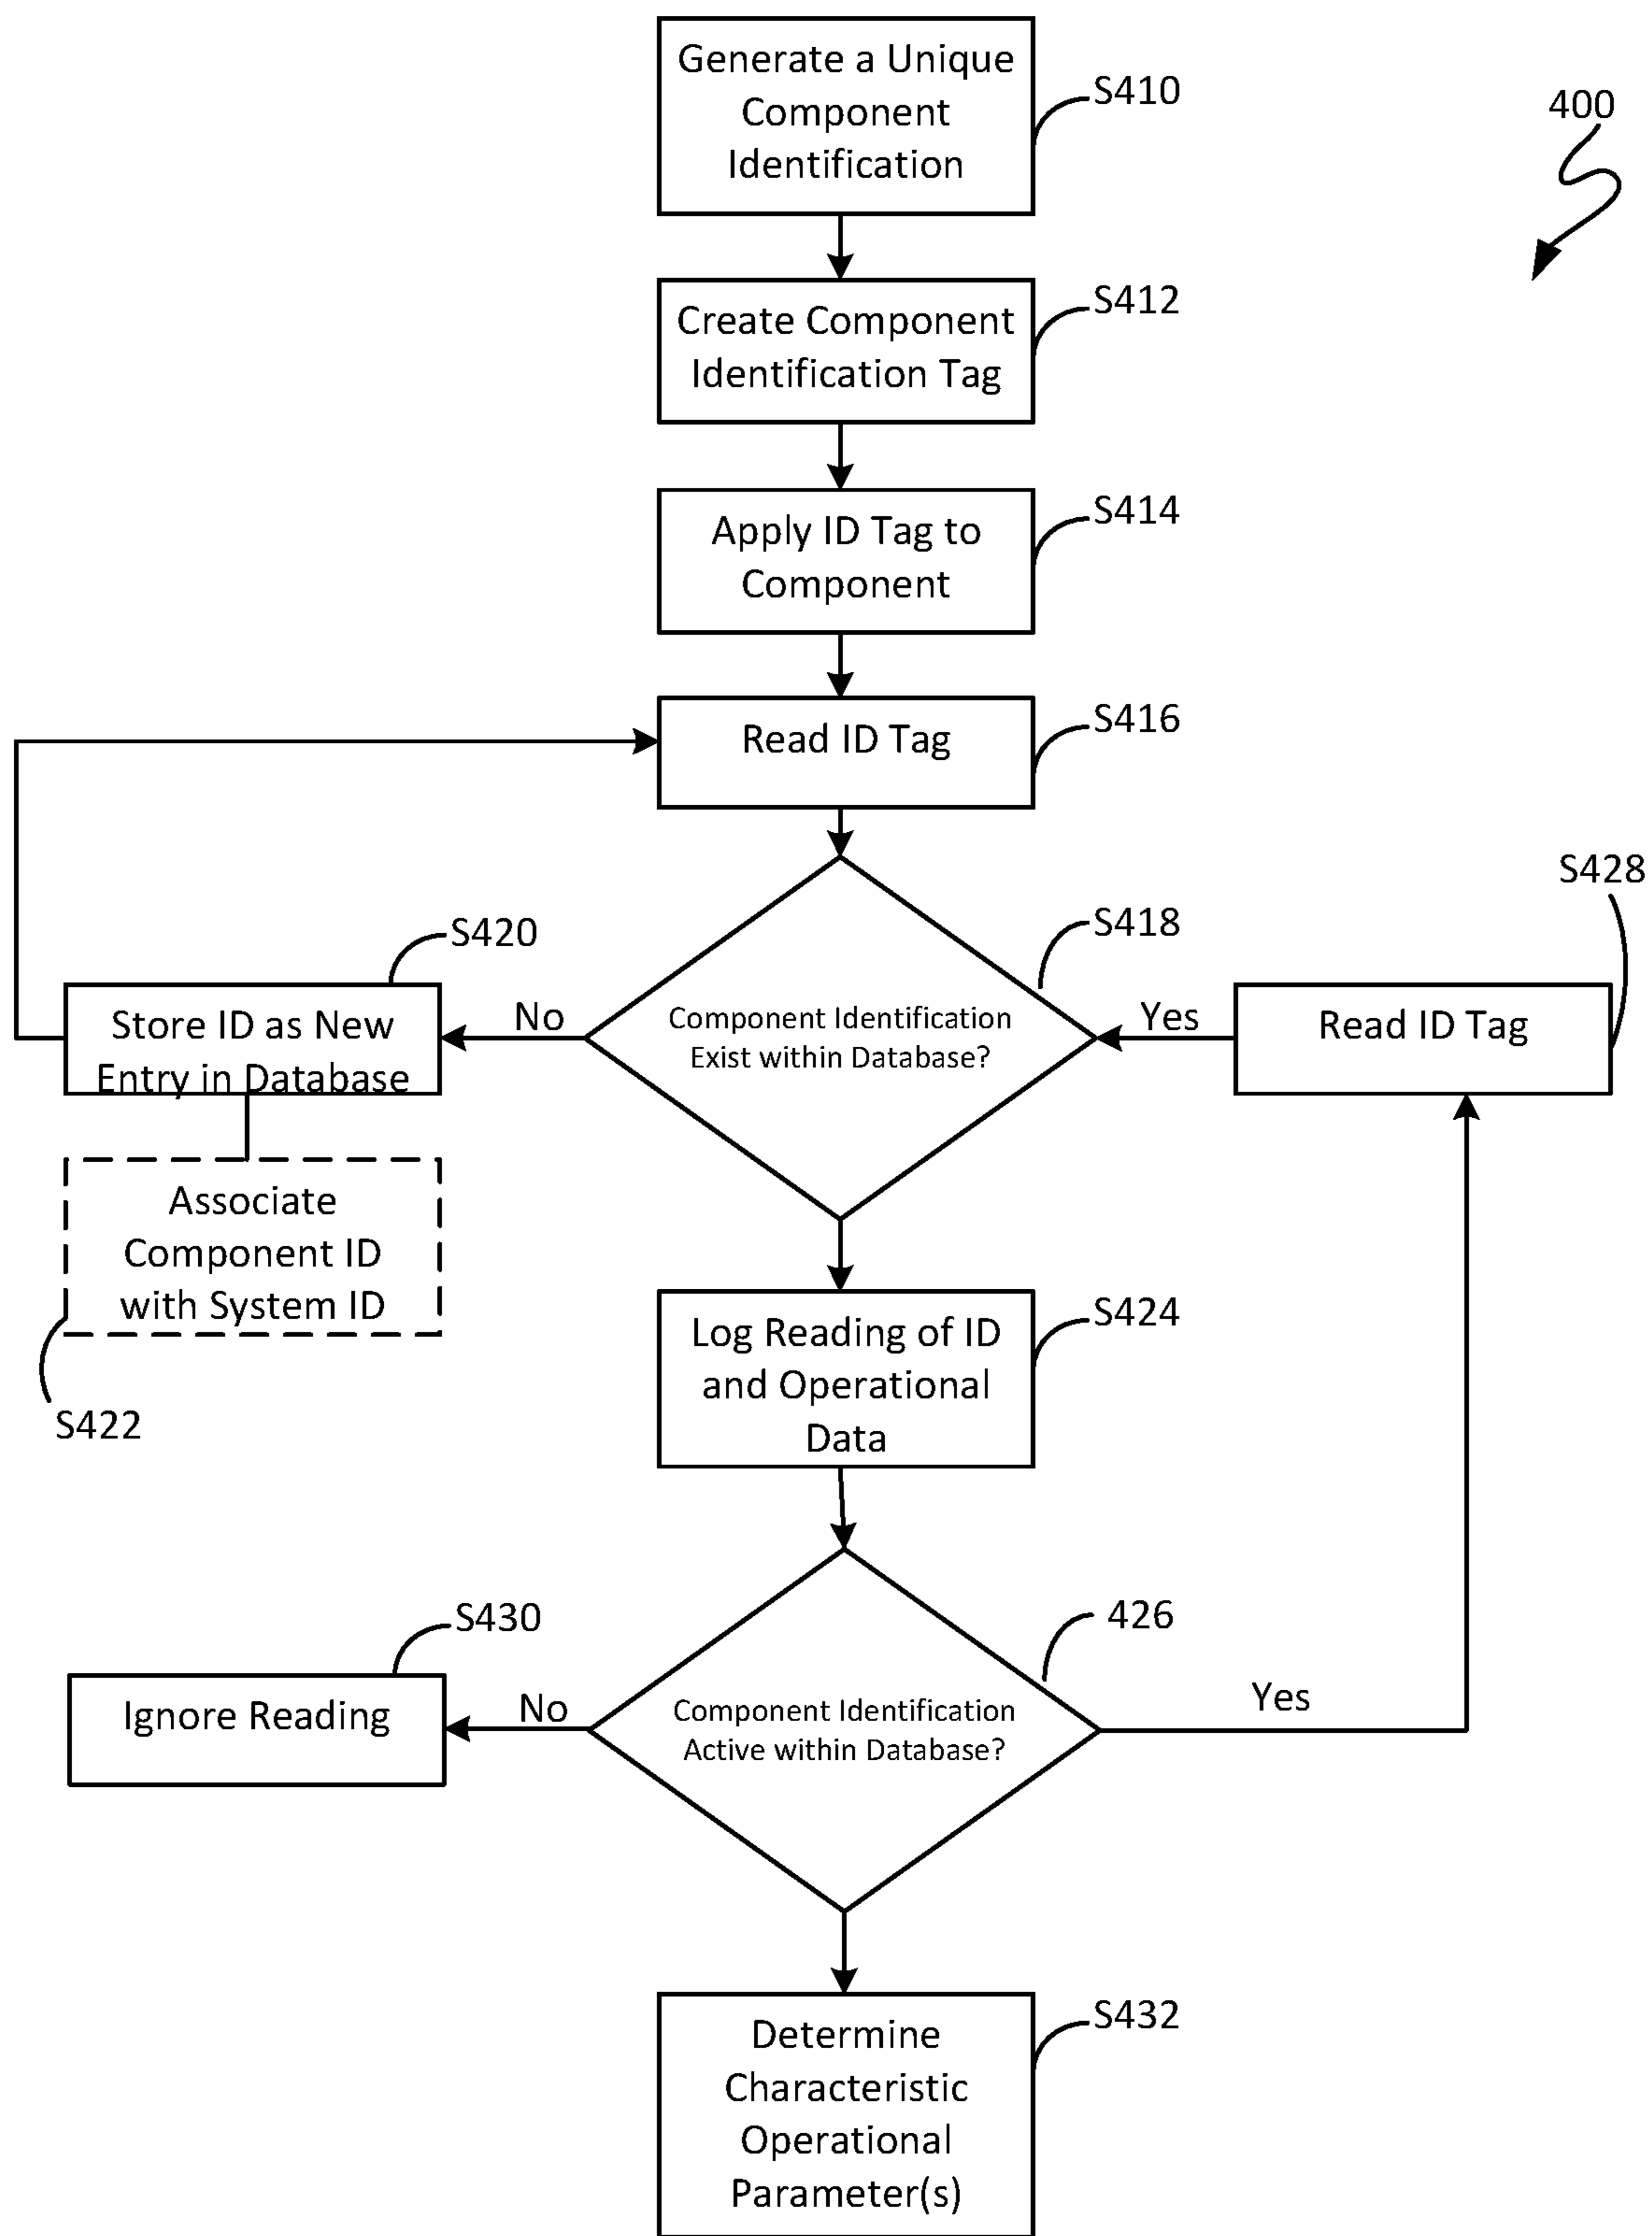 Generate a Unique
Component
Identification
S410
400
Create Component
Identification Tag
S412
Apply ID Tag to
Component
S414
Read ID Tag
S416
S428
S418
S420
Store ID as New
Entry in Database
No
Component Identification
Exist within Database?
Yes
Read ID Tag
Associate
Component ID
with System ID
S422
Log Reading of ID
and Operational
Data
S424
S430
426
Ignore Reading
No
Component Identification
Active within Database?
Yes
Determine
Characteristic
Operational
Parameter(s)
S432